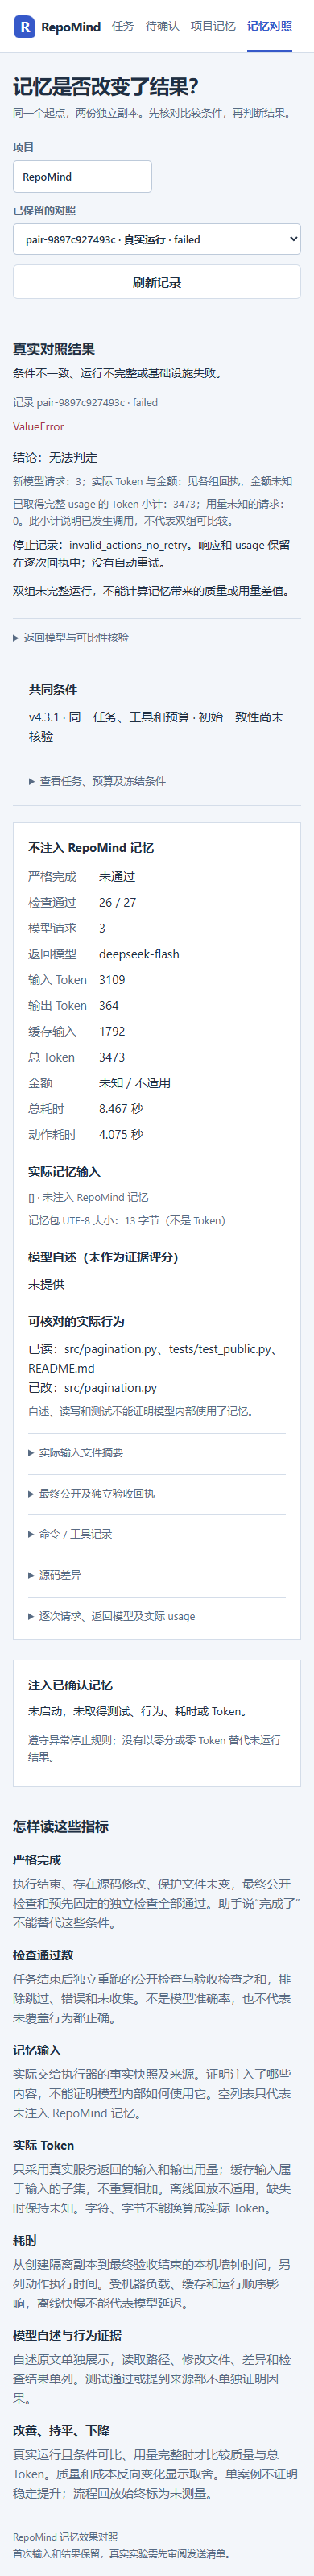 R RepoMind 任务 待确认 项目记忆 记忆对照
记忆是否改变了结果？
同一个起点，两份独立副本。先核对比较条件，再判断结果。
项目
RepoMind
已保留的对照
pair-9897c927493c · 真实运行 · failed
刷新记录
真实对照结果
条件不一致、运行不完整或基础设施失败。
记录 pair-9897c927493c · failed
ValueError
结论：无法判定
新模型请求：3；实际 Token 与金额：见各组回执，金额未知
已取得完整 usage 的 Token 小计：3473；用量未知的请求：
0。此小计说明已发生调用，不代表双组可比较。
停止记录：invalid_actions_no_retry。响应和 usage 保留
在逐次回执中；没有自动重试。
双组未完整运行，不能计算记忆带来的质量或用量差值。
返回模型与可比性核验
共同条件
v4.3.1 · 同一任务、工具和预算 · 初始一致性尚未
核验
查看任务、预算及冻结条件
不注入 RepoMind 记忆
严格完成 未通过
检查通过 26 / 27
模型请求 3
返回模型 deepseek-flash
输入 Token 3109
输出 Token 364
缓存输入 1792
总 Token 3473
金额 未知 / 不适用
总耗时 8.467 秒
动作耗时 4.075 秒
实际记忆输入
[] · 未注入 RepoMind 记忆
记忆包 UTF-8 大小：13 字节（不是 Token）
模型自述（未作为证据评分）
未提供
可核对的实际行为
已读：src/pagination.py、tests/test_public.py、
README.md
已改：src/pagination.py
自述、读写和测试不能证明模型内部使用了记忆。
实际输入文件摘要
最终公开及独立验收回执
命令 / 工具记录
源码差异
逐次请求、返回模型及实际 usage
注入已确认记忆
未启动，未取得测试、行为、耗时或 Token。
遵守异常停止规则；没有以零分或零 Token 替代未运行
结果。
怎样读这些指标
严格完成
执行结束、存在源码修改、保护文件未变，最终公开
检查和预先固定的独立检查全部通过。助手说“完成了”
不能替代这些条件。
检查通过数
任务结束后独立重跑的公开检查与验收检查之和，排
除跳过、错误和未收集。不是模型准确率，也不代表
未覆盖行为都正确。
记忆输入
实际交给执行器的事实快照及来源。证明注入了哪些
内容，不能证明模型内部如何使用它。空列表只代表
未注入 RepoMind 记忆。
实际 Token
只采用真实服务返回的输入和输出用量；缓存输入属
于输入的子集，不重复相加。离线回放不适用，缺失
时保持未知。字符、字节不能换算成实际 Token。
耗时
从创建隔离副本到最终验收结束的本机墙钟时间，另
列动作执行时间。受机器负载、缓存和运行顺序影
响，离线快慢不能代表模型延迟。
模型自述与行为证据
自述原文单独展示，读取路径、修改文件、差异和检
查结果单列。测试通过或提到来源都不单独证明因
果。
改善、持平、下降
真实运行且条件可比、用量完整时才比较质量与总
Token。质量和成本反向变化显示取舍。单案例不证明
稳定提升；流程回放始终标为未测量。
RepoMind 记忆效果对照
首次输入和结果保留，真实实验需先审阅发送清单。